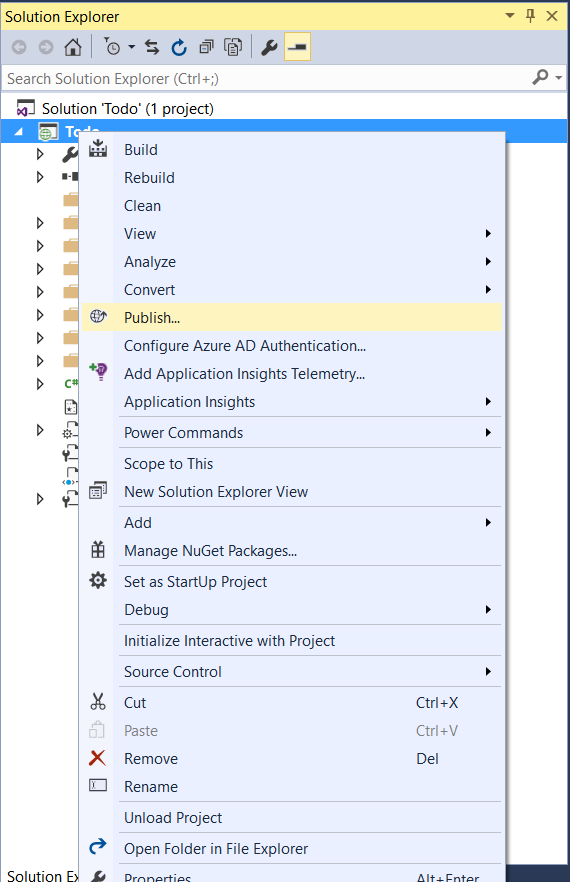 Solution Explorer
Search Solution Explorer (Ctrl+;)
Solution 'Todo' (1 project)
Todo
Build
Rebuild
Clean
View
Analyze
Convert
Publish...
Configure Azure AD Authentication...
Add Application Insights Telemetry...
Application Insights
Power Commands
Scope to This
New Solution Explorer View
Add
Manage NuGet Packages...
Set as StartUp Project
Debug
Initialize Interactive with Project
Source Control
Cut Ctrl+X
Paste Ctrl+V
Remove Del
Rename
Unload Project
Open Folder in File Explorer
Properties Alt+Enter
Solution Ex
C#